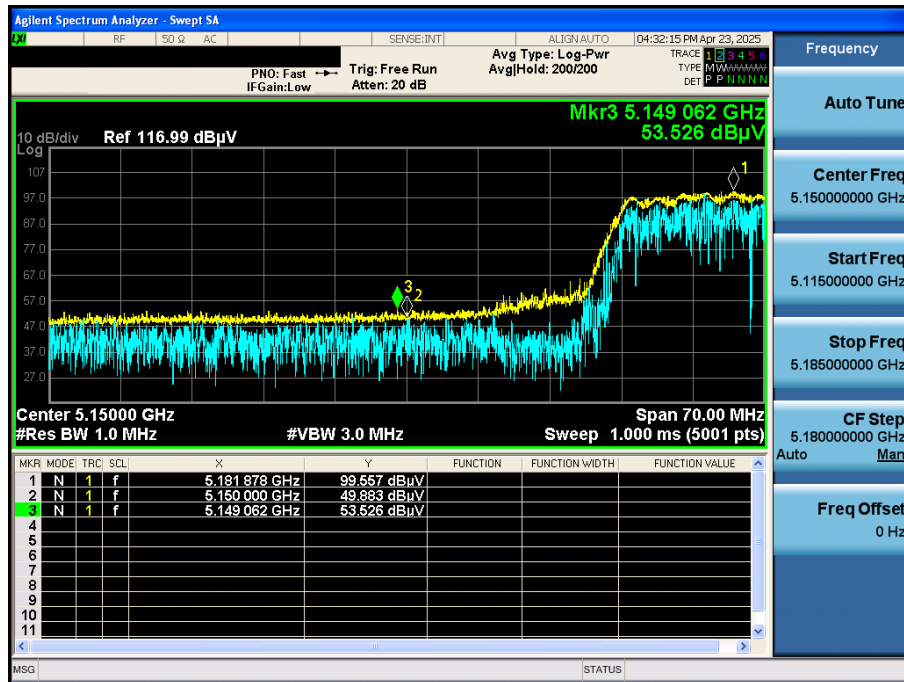 Agilent Spectrum Analyzer - Swept SA
LXI RF 50 Ω AC SENSE:INT ALIGN AUTO 04:32:15 PM Apr 23, 2025
PNO: Fast Trig: Free Run Avg Type: Log-Pwr TRACE 1 2 3 4 5 6
IFGain:Low Atten: 20 dB Avg|Hold: 200/200 TYPE M W W W W W
DET P P N N N N
Mkr3 5.149 062 GHz
53.526 dBµV
10 dB/div Ref 116.99 dBµV
Log
107
97.0
87.0
77.0
67.0
57.0
47.0
37.0
27.0
1
3
2
Center 5.15000 GHz Span 70.00 MHz
#Res BW 1.0 MHz #VBW 3.0 MHz Sweep 1.000 ms (5001 pts)
MKR MODE TRC SCL X Y FUNCTION FUNCTION WIDTH FUNCTION VALUE
1 N 1 f 5.181 878 GHz 99.557 dBµV
2 N 1 f 5.150 000 GHz 49.883 dBµV
3 N 1 f 5.149 062 GHz 53.526 dBµV
4
5
6
7
8
9
10
11
MSG STATUS
Frequency
Auto Tune
Center Freq
5.150000000 GHz
Start Freq
5.115000000 GHz
Stop Freq
5.185000000 GHz
CF Step
5.180000000 GHz
Auto Man
Freq Offset
0 Hz